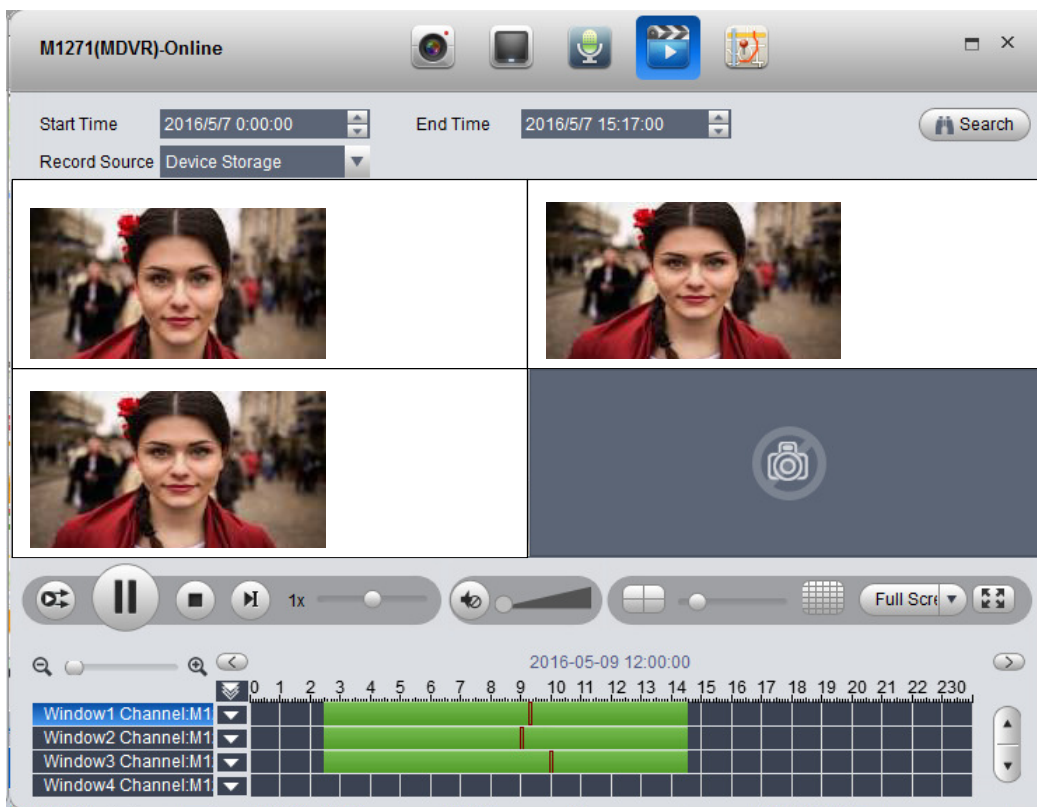 M1271(MDVR)-Online
Start Time 2016/5/7 0:00:00 End Time 2016/5/7 15:17:00 Search
Record Source Device Storage
1x Full Scre
2016-05-09 12:00:00
0 1 2 3 4 5 6 7 8 9 10 11 12 13 14 15 16 17 18 19 20 21 22 230
Window1 Channel:M1
Window2 Channel:M1
Window3 Channel:M1
Window4 Channel:M1